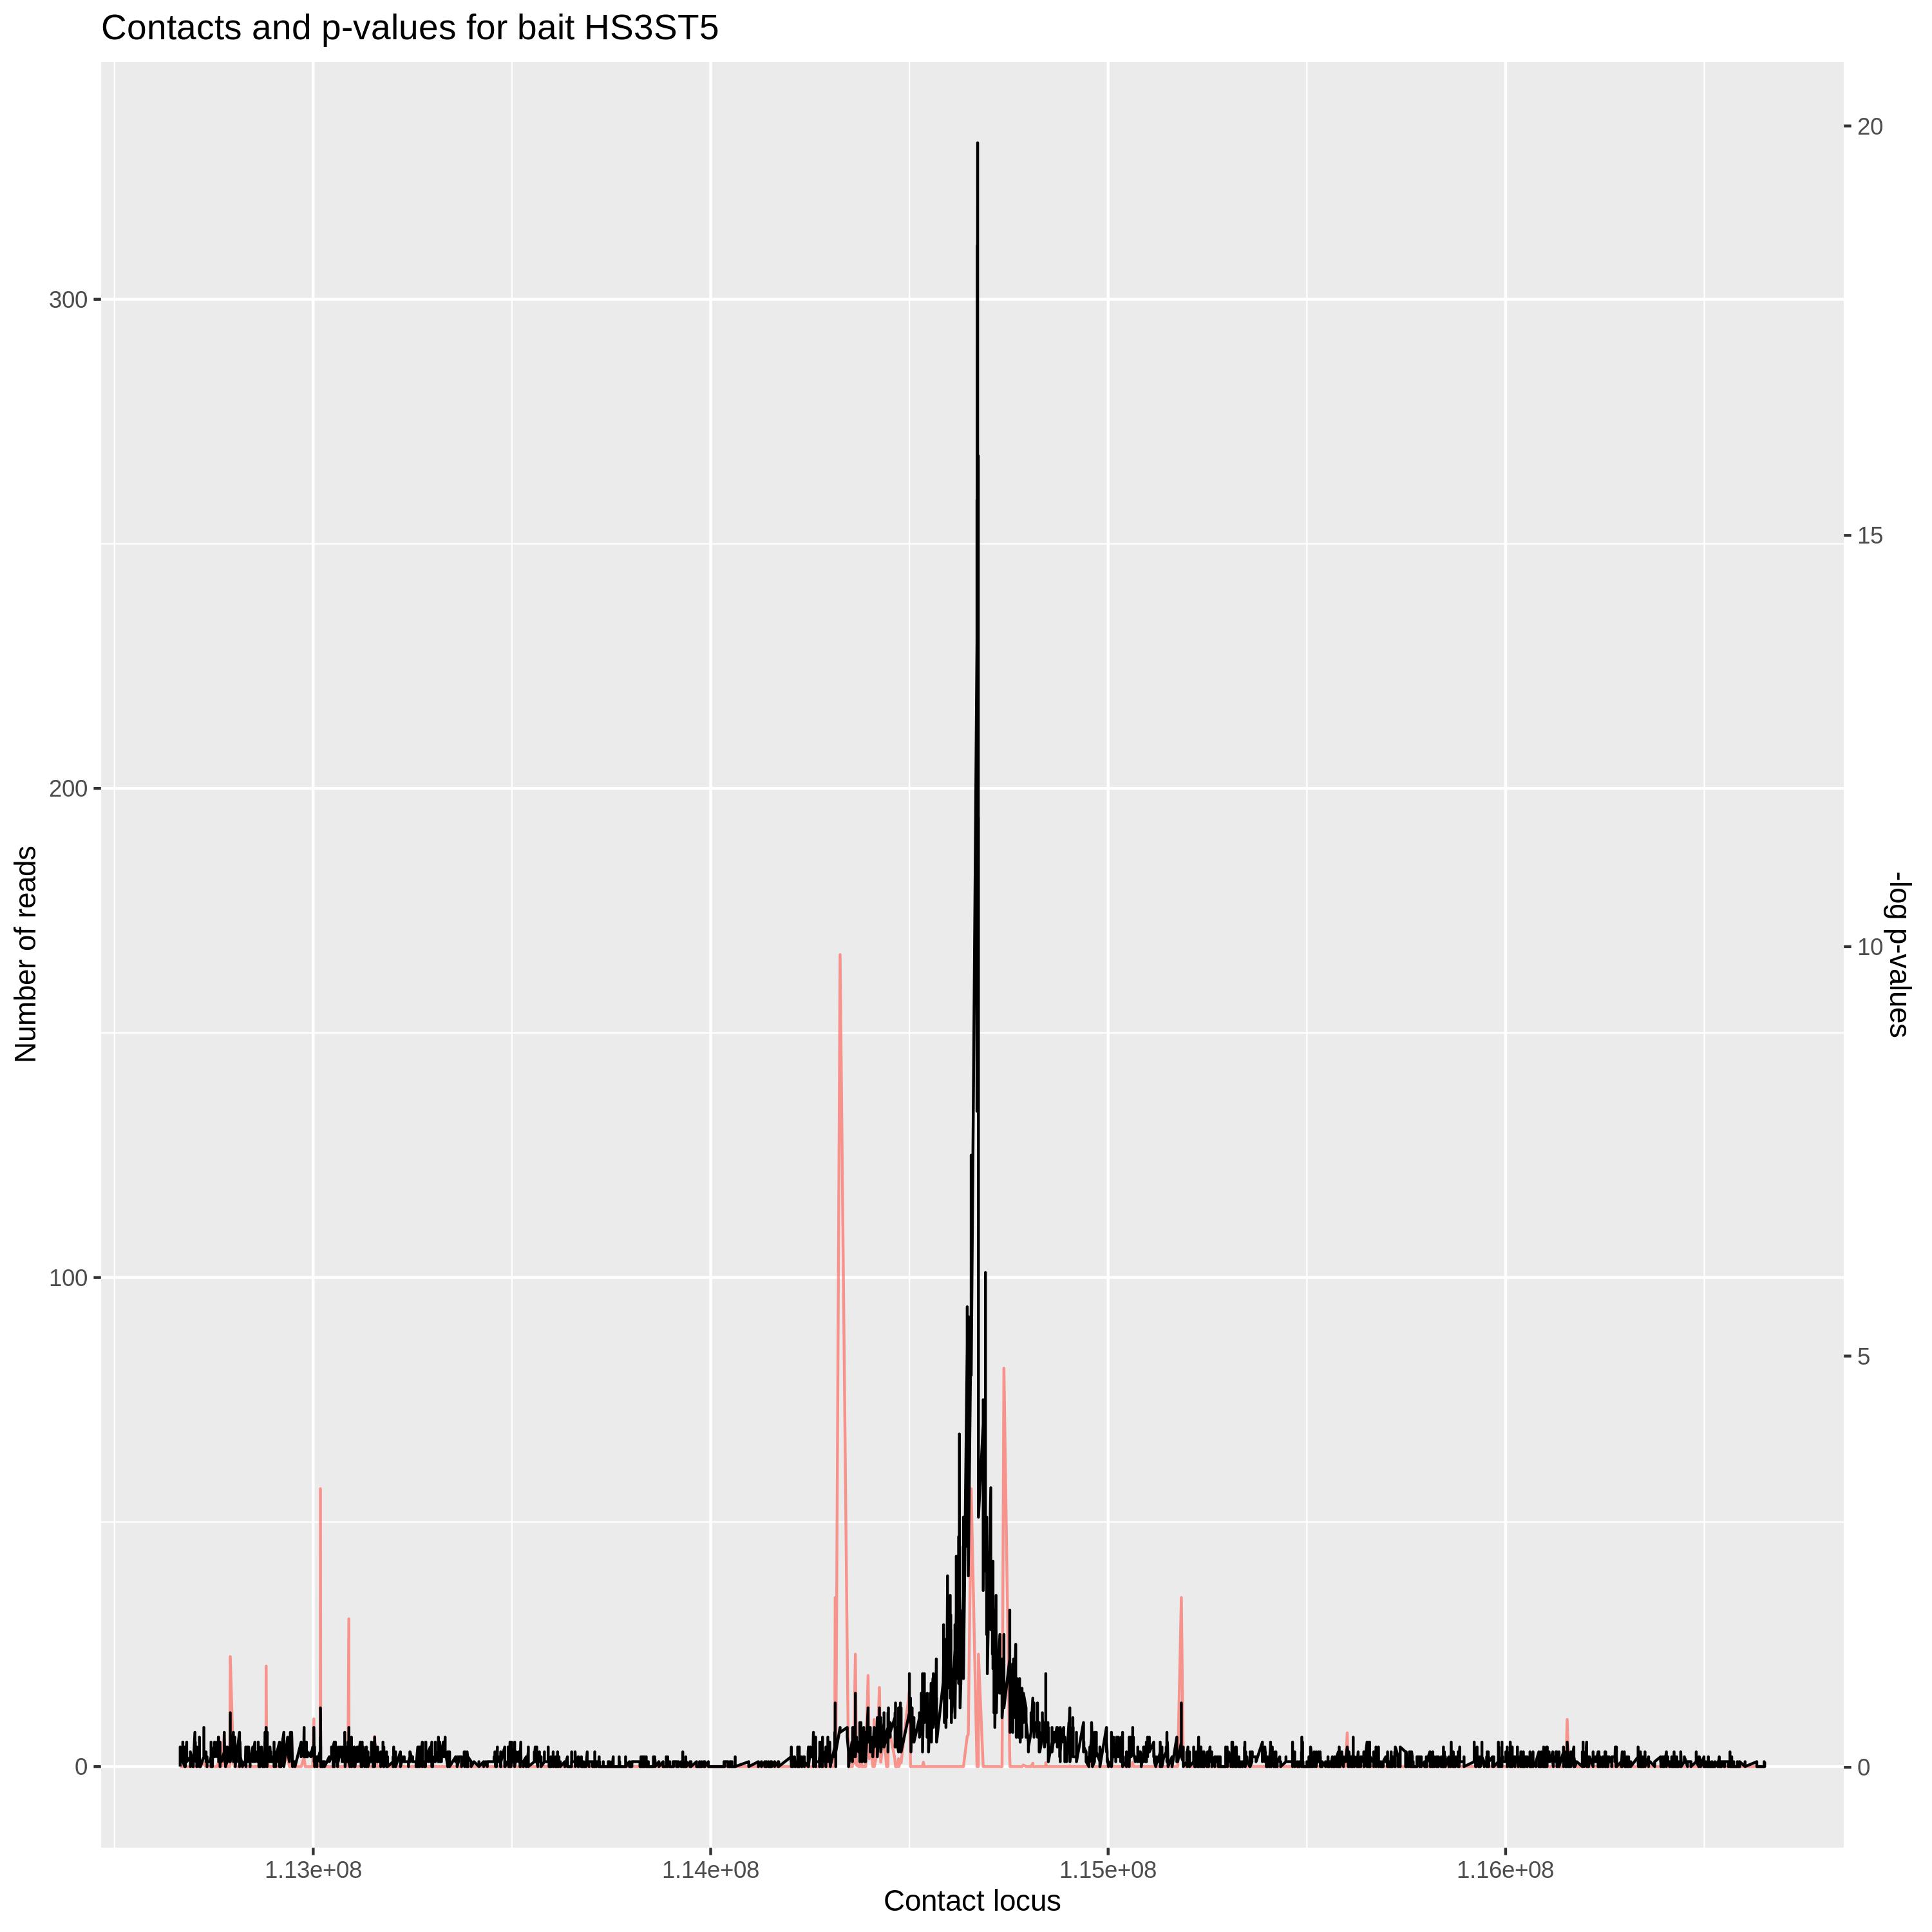 Contacts and p-values for bait HS3ST5
300
200
100
0
Number of reads
20
15
10
5
0
-log p-values
1.13e+08
1.14e+08
1.15e+08
1.16e+08
Contact locus